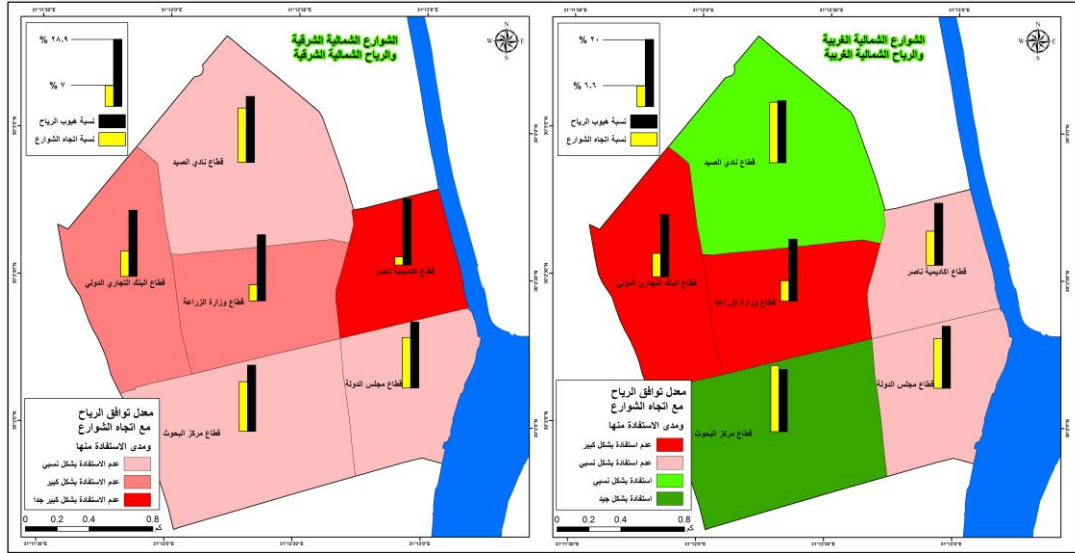 الشوارع الشمالية الشرقية
والرياح الشمالية الشرقية
N
W
E
S
% ٢٨,٩
% ٧
نسبة هبوب الرياح
نسبة اتجاه الشوارع
قطاع نادي الصيد
قطاع البنك التجاري الدولي
قطاع وزارة الزراعة
قطاع اكاديمية ناصر
قطاع مجلس الدولة
قطاع مركز البحوث
معدل توافق الرياح
مع اتجاه الشوارع
ومدى الاستفادة منها
عدم الاستفادة بشكل نسبي
عدم الاستفادة بشكل كبير
عدم الاستفادة بشكل كبير جدا
0 0.2 0.4 0.8
كم
الشوارع الشمالية الغربية
والرياح الشمالية الغربية
N
W
E
S
% ٢٠
% ٦,٦
نسبة هبوب الرياح
نسبة اتجاه الشوارع
قطاع نادي الصيد
قطاع البنك التجاري الدولي
قطاع وزارة الزراعة
قطاع اكاديمية ناصر
قطاع مجلس الدولة
قطاع مركز البحوث
معدل توافق الرياح
مع اتجاه الشوارع
ومدى الاستفادة منها
عدم استفادة بشكل كبير
عدم استفادة بشكل نسبي
استفادة بشكل نسبي
استفادة بشكل جيد
0 0.2 0.4 0.8
كم